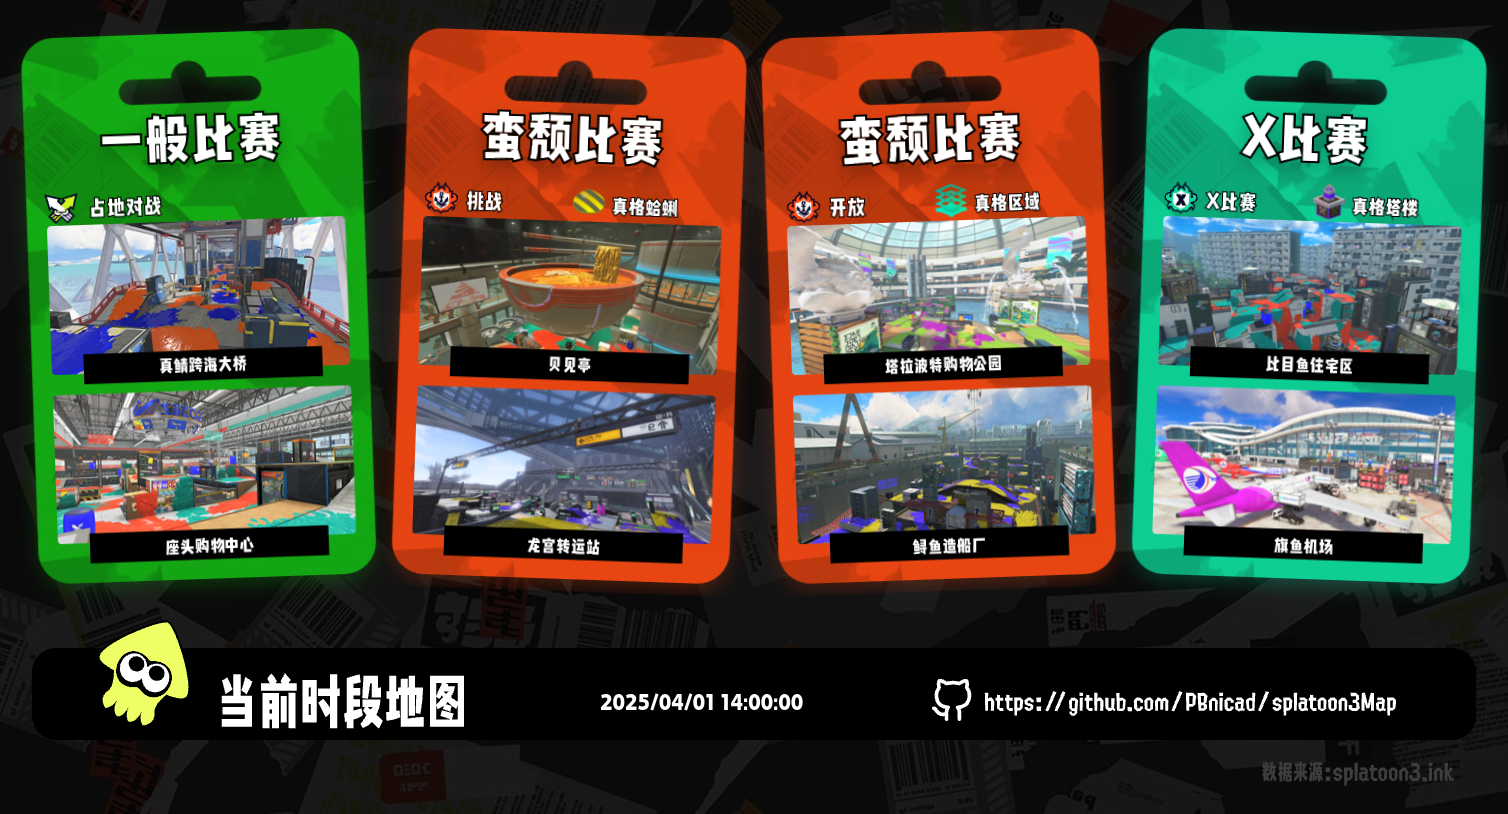 一般比赛
占地对战
真鲭跨海大桥
座头购物中心
蛮颓比赛
挑战
真格蛤蜊
贝见亭
龙宫转运站
蛮颓比赛
开放
真格区域
塔拉波特购物公园
鲟鱼造船厂
X比赛
X比赛
真格塔楼
比目鱼住宅区
旗鱼机场
当前时段地图
2025/04/01 14:00:00
https://github.com/PBnicad/splatoon3Map
数据来源:splatoon3.ink